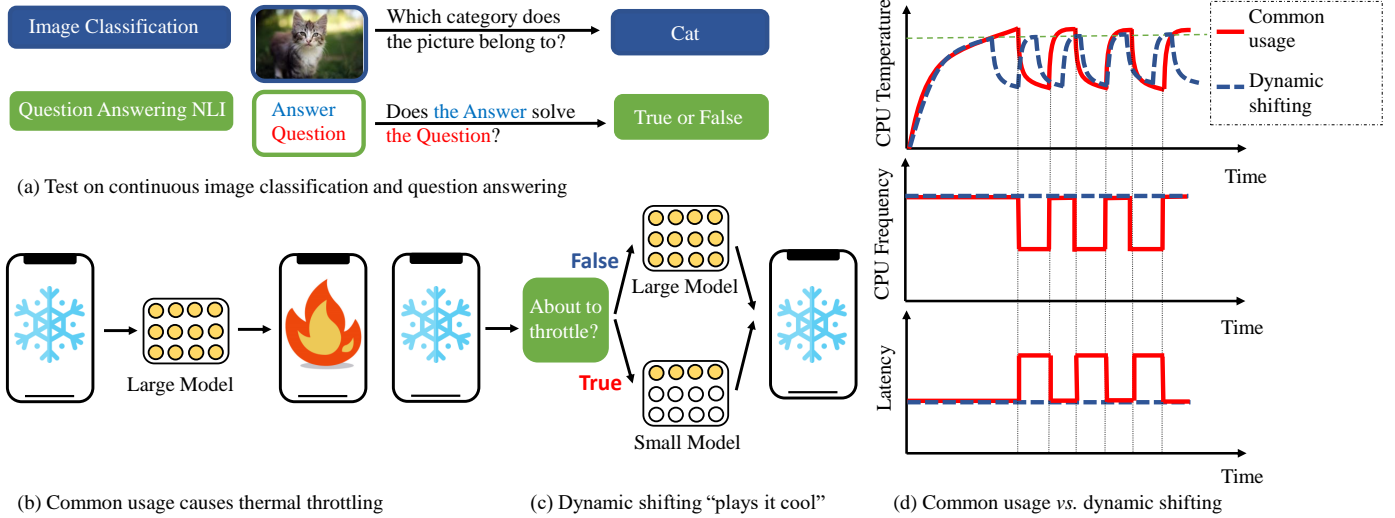 Image Classification
Which category does
the picture belong to?
Cat
Question Answering NLI
Answer
Question
Does the Answer solve
the Question?
True or False
(a) Test on continuous image classification and question answering
Large Model
(b) Common usage causes thermal throttling
About to
throttle?
False
True
Large Model
Small Model
(c) Dynamic shifting “plays it cool”
CPU Temperature
Time
Common
usage
Dynamic
shifting
CPU Frequency
Time
Latency
Time
(d) Common usage vs. dynamic shifting